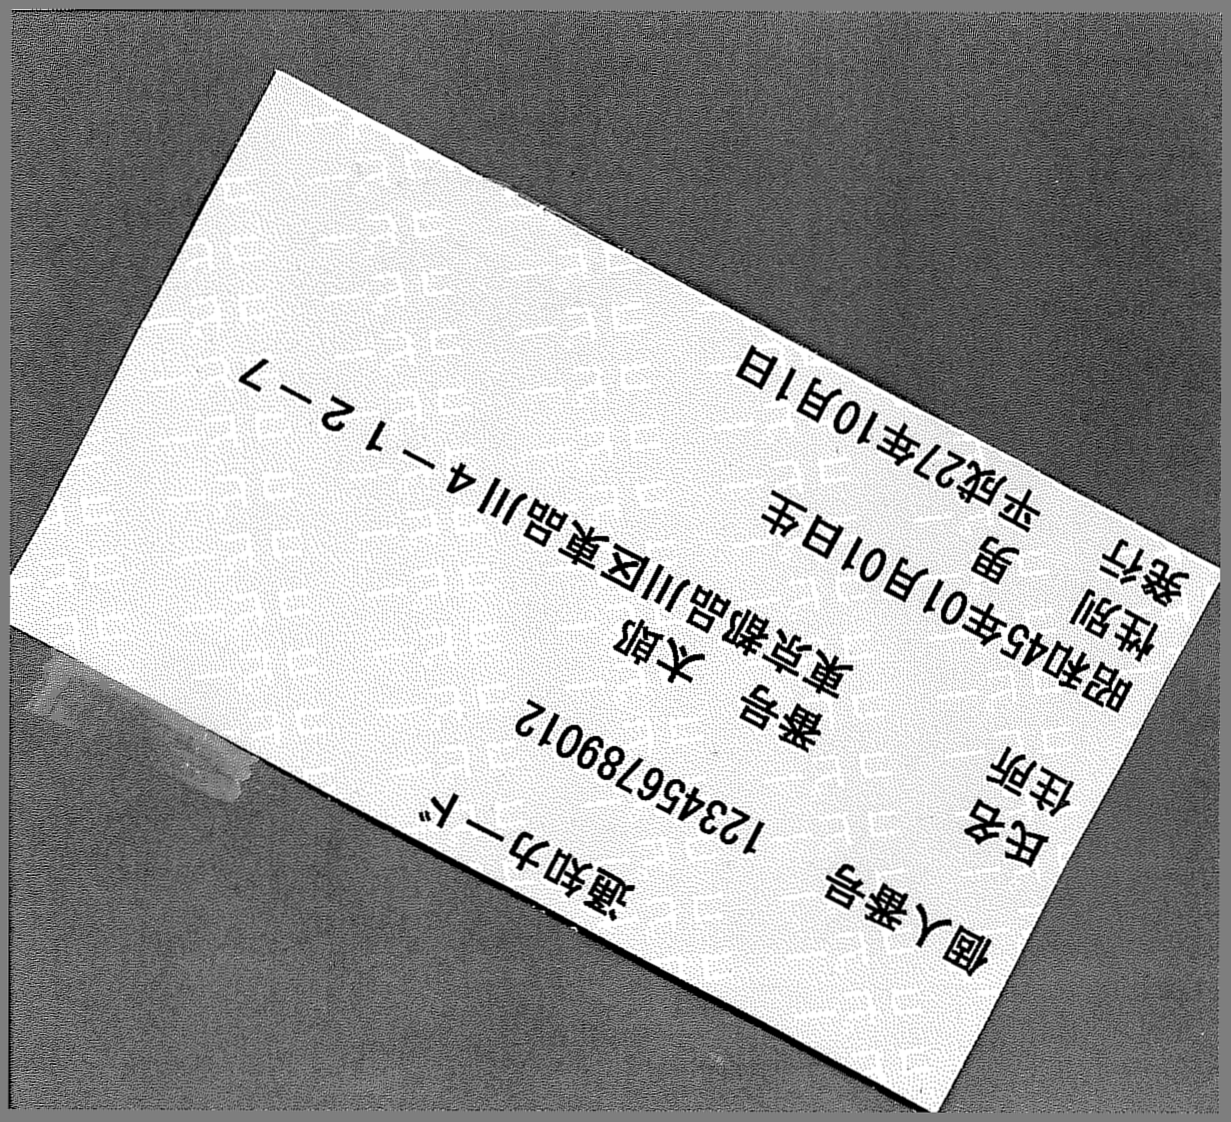 通知カード
個人番号 123456789012
氏名 番号 太郎
住所 東京都品川区東品川4-12-7
昭和45年01月01日生
性別 男
発行 平成27年10月1日